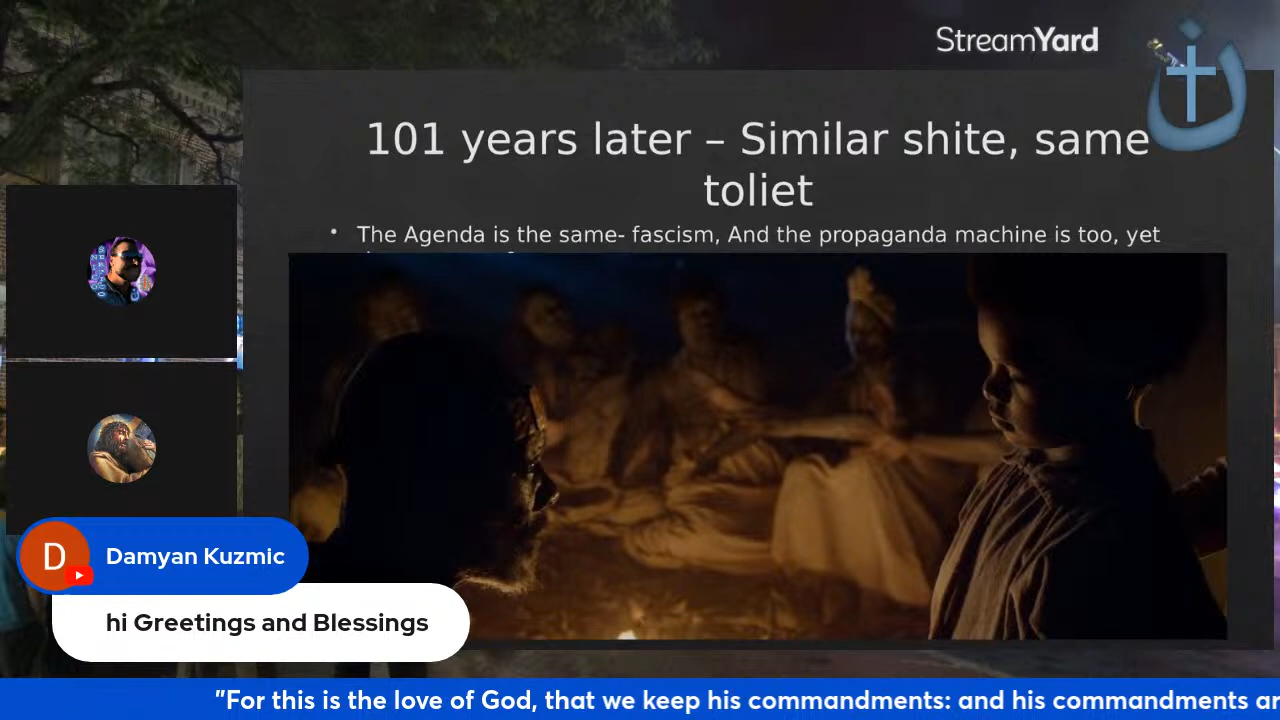 StreamYard
ن
101 years later – Similar shite, same
toliet
• The Agenda is the same- fascism, And the propaganda machine is too, yet
D
Damyan Kuzmic
hi Greetings and Blessings
"For this is the love of God, that we keep his commandments: and his commandments